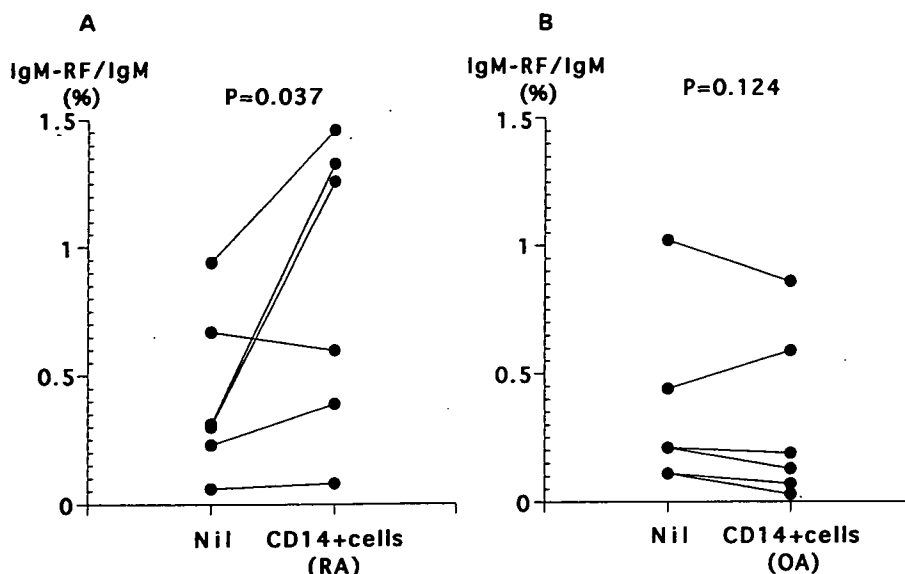 A
IgM-RF/IgM
(%)
P=0.037
1.5
1
0.5
0
Nil
CD14+cells
(RA)
B
IgM-RF/IgM
(%)
P=0.124
1.5
1
0.5
0
Nil
CD14+cells
(OA)